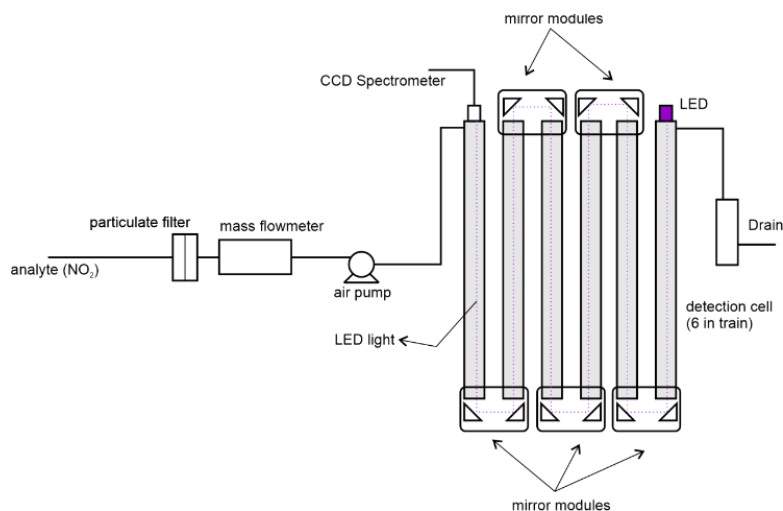 mirror modules
CCD Spectrometer
LED
particulate filter
mass flowmeter
Drain
analyte (NO₂)
air pump
detection cell
(6 in train)
LED light
mirror modules